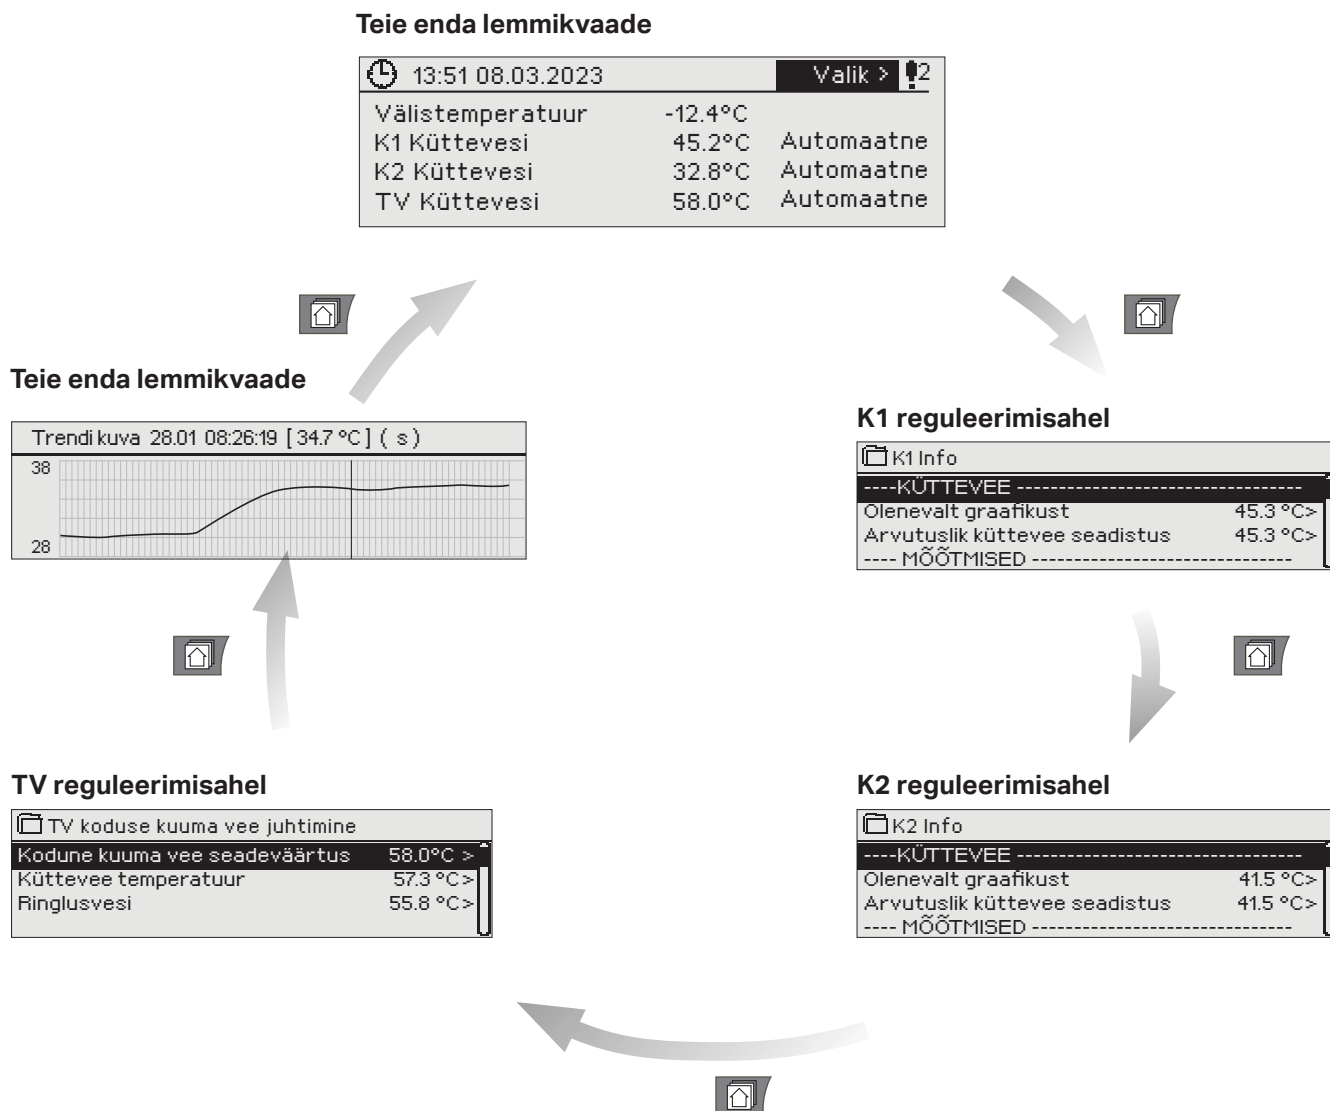 Teie enda lemmikvaade
13:51 08.03.2023 Valik > 2
Välistemperatuur -12.4°C
K1 Küttevesi 45.2°C Automaatne
K2 Küttevesi 32.8°C Automaatne
TV Küttevesi 58.0°C Automaatne
Teie enda lemmikvaade
Trendikuva 28.01 08:26:19 [ 34.7 °C ] ( s )
38
28
K1 reguleerimisahel
K1 Info
----KÜTTEVEE ----------------------------------
Olenevalt graafikust 45.3 °C>
Arvutuslik küttevee seadistus 45.3 °C>
---- MÕÕTMISED -------------------------------
TV reguleerimisahel
TV koduse kuuma vee juhtimine
Kodune kuuma vee seadeväärtus 58.0°C >
Küttevee temperatuur 57.3 °C>
Ringlusvesi 55.8 °C>
K2 reguleerimisahel
K2 Info
----KÜTTEVEE ----------------------------------
Olenevalt graafikust 41.5 °C>
Arvutuslik küttevee seadistus 41.5 °C>
---- MÕÕTMISED -------------------------------